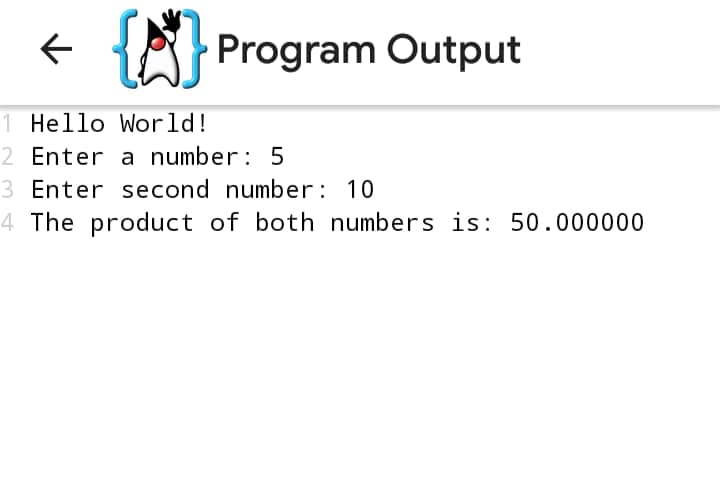 Program Output
1 Hello World!
2 Enter a number: 5
3 Enter second number: 10
4 The product of both numbers is: 50.000000